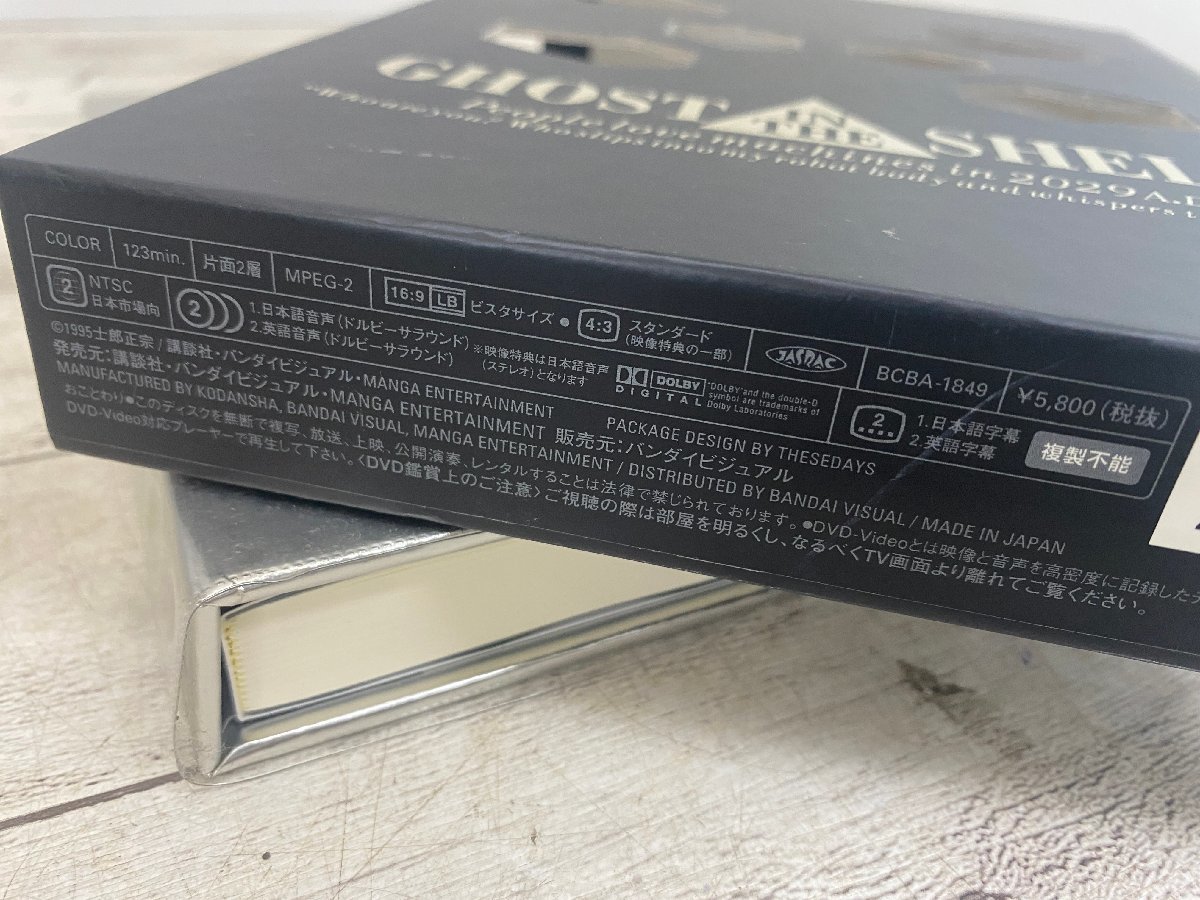 GHOST IN THE SHEL
People love machines in 2029 A.D
"Who are you? Who slips into my robot body and whispers t
COLOR 123min. 片面2層 MPEG-2 16:9 LB ビスタサイズ ● 4:3 スタンダード (映像特典の一部) JASRAC BCBA-1849 ¥5,800(税抜)
2 NTSC 日本市場向 2 1.日本語音声(ドルビーサラウンド) 2.英語音声(ドルビーサラウンド) ※映像特典は日本語音声(ステレオ)となります DOLBY DIGITAL "DOLBY" and the double-D symbol are trademarks of Dolby Laboratories 2 1.日本語字幕 2.英語字幕 複製不能
©1995士郎正宗/講談社・バンダイビジュアル・MANGA ENTERTAINMENT PACKAGE DESIGN BY THESEDAYS
発売元:講談社・バンダイビジュアル・MANGA ENTERTAINMENT 販売元:バンダイビジュアル
MANUFACTURED BY KODANSHA, BANDAI VISUAL, MANGA ENTERTAINMENT / DISTRIBUTED BY BANDAI VISUAL / MADE IN JAPAN
おことわり●このディスクを無断で複写、放送、上映、公開演奏、レンタルすることは法律で禁じられております。●DVD-Videoとは映像と音声を高密度に記録したデ
DVD-Video対応プレーヤーで再生して下さい。〈DVD鑑賞上のご注意〉ご視聴の際は部屋を明るくし、なるべくTV画面より離れてご覧ください。